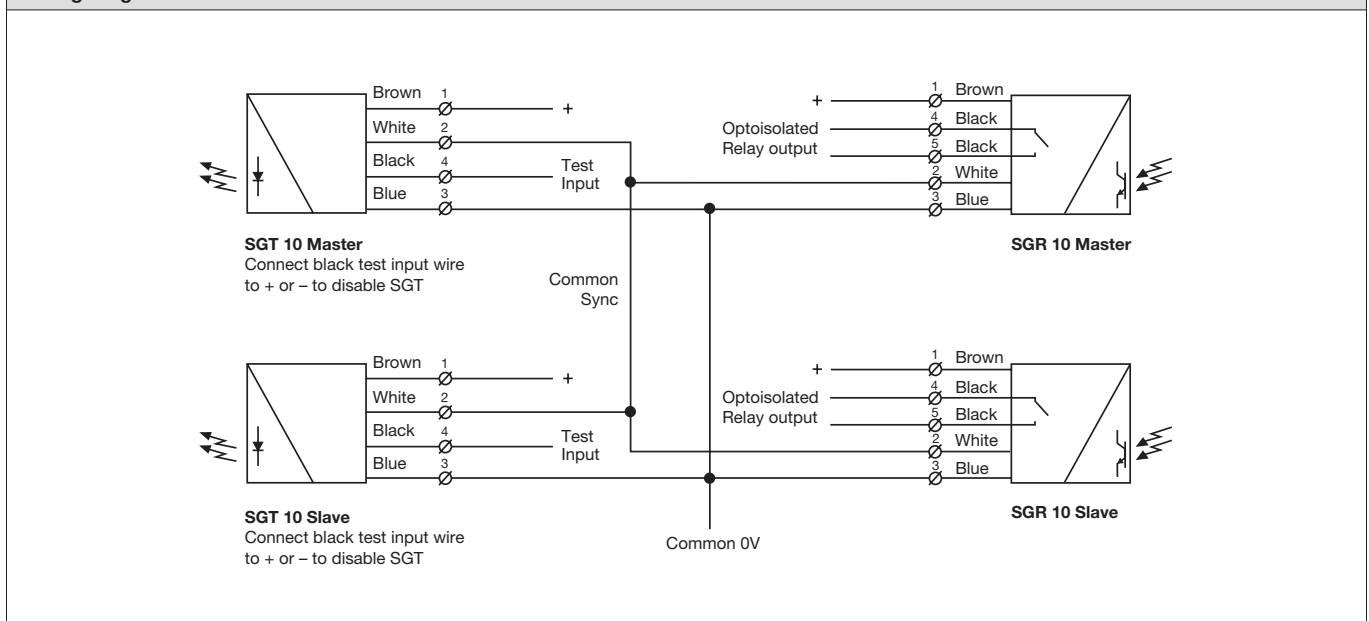 Brown 1
+
White 2
Black 4
Test
Input
Blue 3
SGT 10 Master
Connect black test input wire
to + or – to disable SGT
+
1 Brown
Optoisolated
Relay output
4 Black
5 Black
2 White
3 Blue
SGR 10 Master
Common
Sync
Brown 1
+
White 2
Black 4
Test
Input
Blue 3
SGT 10 Slave
Connect black test input wire
to + or – to disable SGT
+
1 Brown
Optoisolated
Relay output
4 Black
5 Black
2 White
3 Blue
SGR 10 Slave
Common 0V